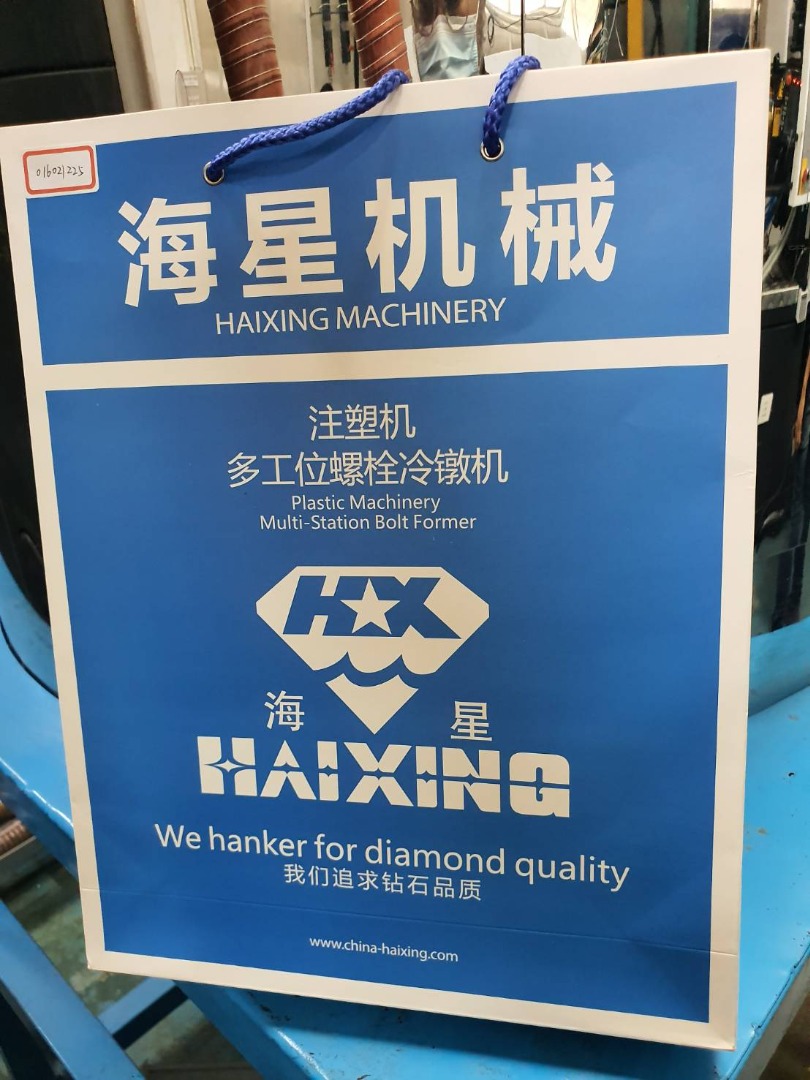 016021225
海星机械
HAIXING MACHINERY
注塑机
多工位螺栓冷镦机
Plastic Machinery
Multi-Station Bolt Former
HX
海 星
HAIXING
We hanker for diamond quality
我们追求钻石品质
www.china-haixing.com